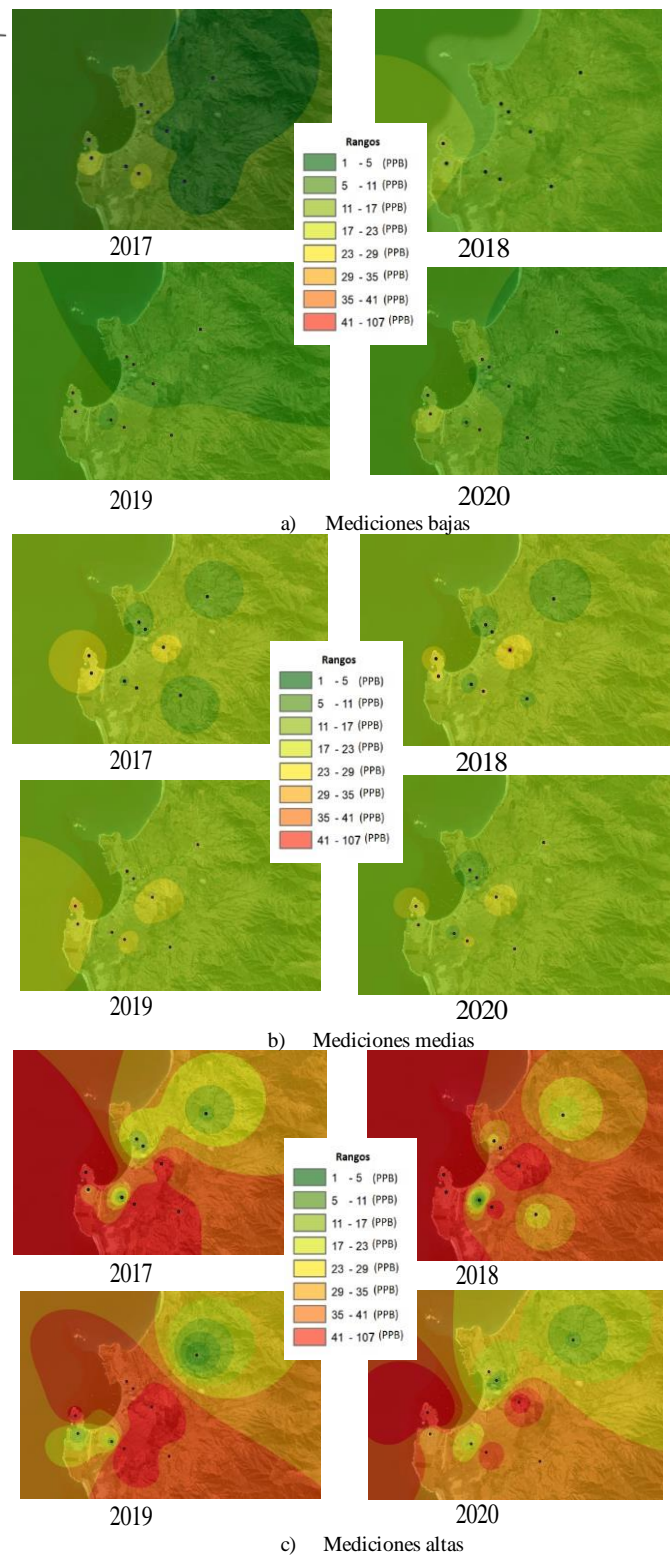 Rangos
1 - 5 (PPB)
5 - 11 (PPB)
11 - 17 (PPB)
17 - 23 (PPB)
23 - 29 (PPB)
29 - 35 (PPB)
35 - 41 (PPB)
41 - 107 (PPB)
2017
2018
2019
2020
a) Mediciones bajas
Rangos
1 - 5 (PPB)
5 - 11 (PPB)
11 - 17 (PPB)
17 - 23 (PPB)
23 - 29 (PPB)
29 - 35 (PPB)
35 - 41 (PPB)
41 - 107 (PPB)
2017
2018
2019
2020
b) Mediciones medias
Rangos
1 - 5 (PPB)
5 - 11 (PPB)
11 - 17 (PPB)
17 - 23 (PPB)
23 - 29 (PPB)
29 - 35 (PPB)
35 - 41 (PPB)
41 - 107 (PPB)
2017
2018
2019
2020
c) Mediciones altas